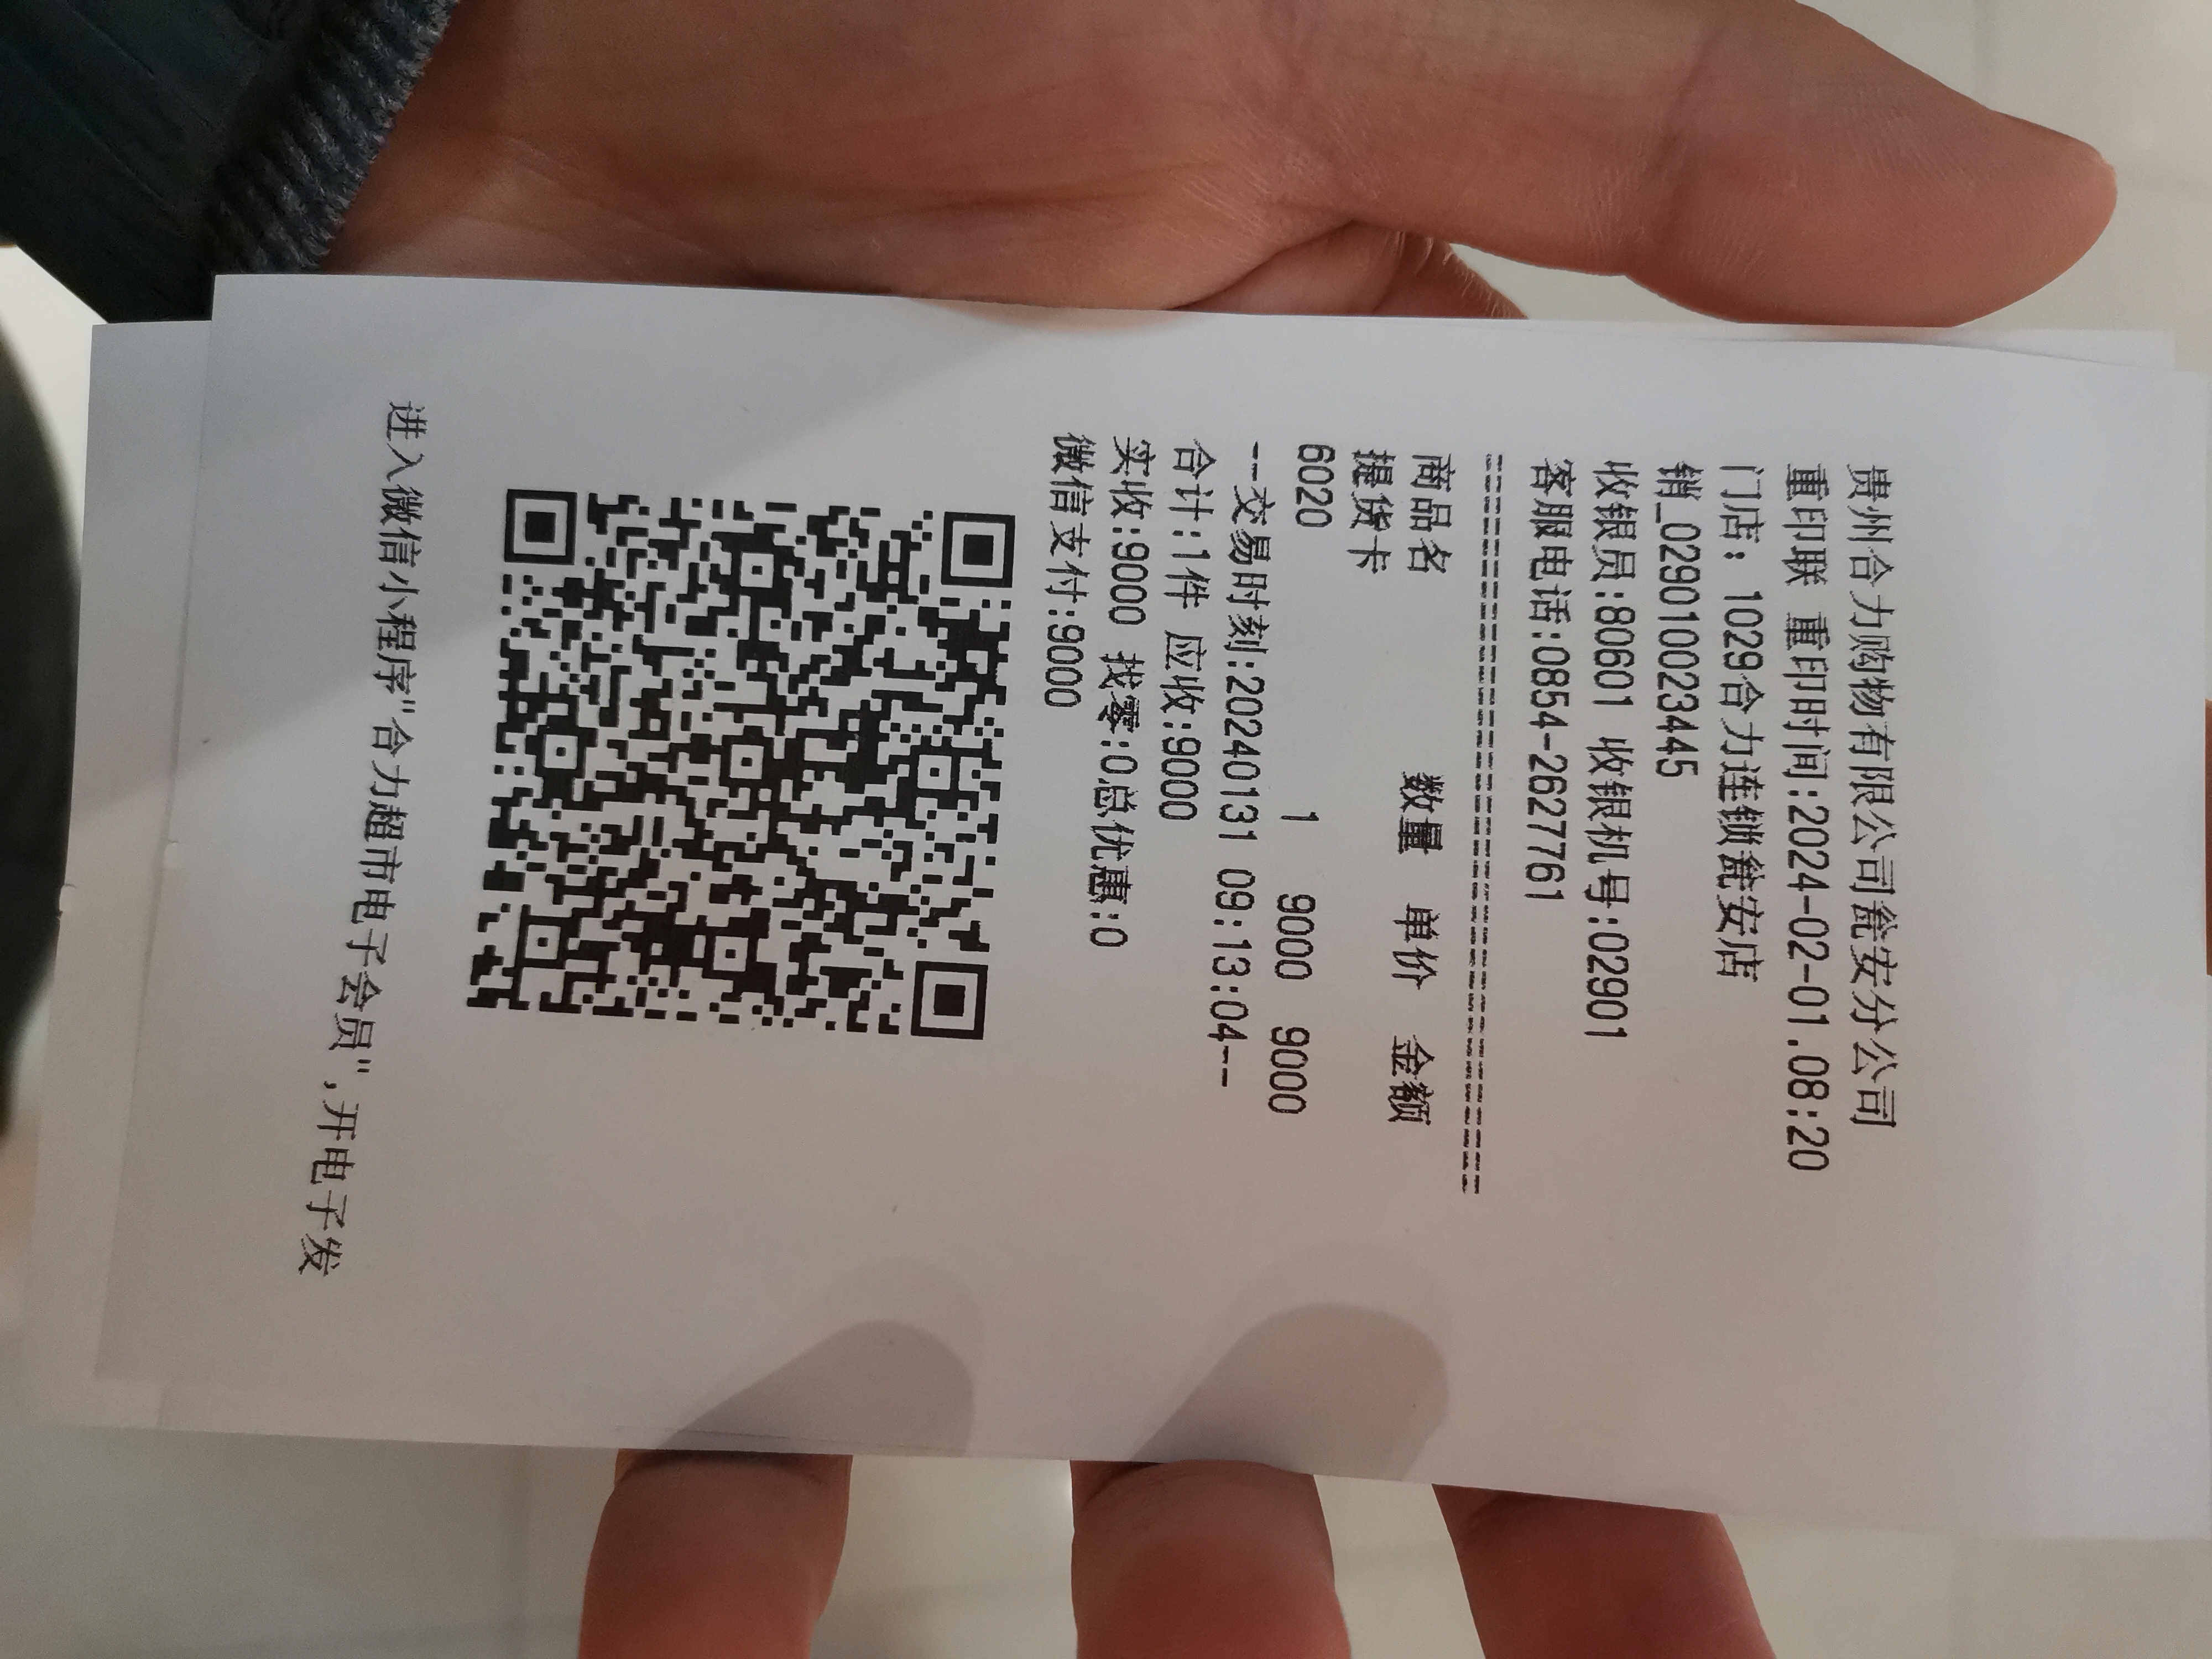 贵州合力购物有限公司瓮安分公司
重印联 重印时间:2024-02-01.08:20
门店: 1029合力连锁瓮安店
销_0290100023445
收银员:80601 收银机号:02901
客服电话:0854-2627761
================================
商品名 数量 单价 金额
提货卡
6020 1 9000 9000
--交易时刻:20240131 09:13:04--
合计:1件 应收:9000
实收:9000 找零:0总优惠:0
微信支付:9000
进入微信小程序"合力超市电子会员",开电子发